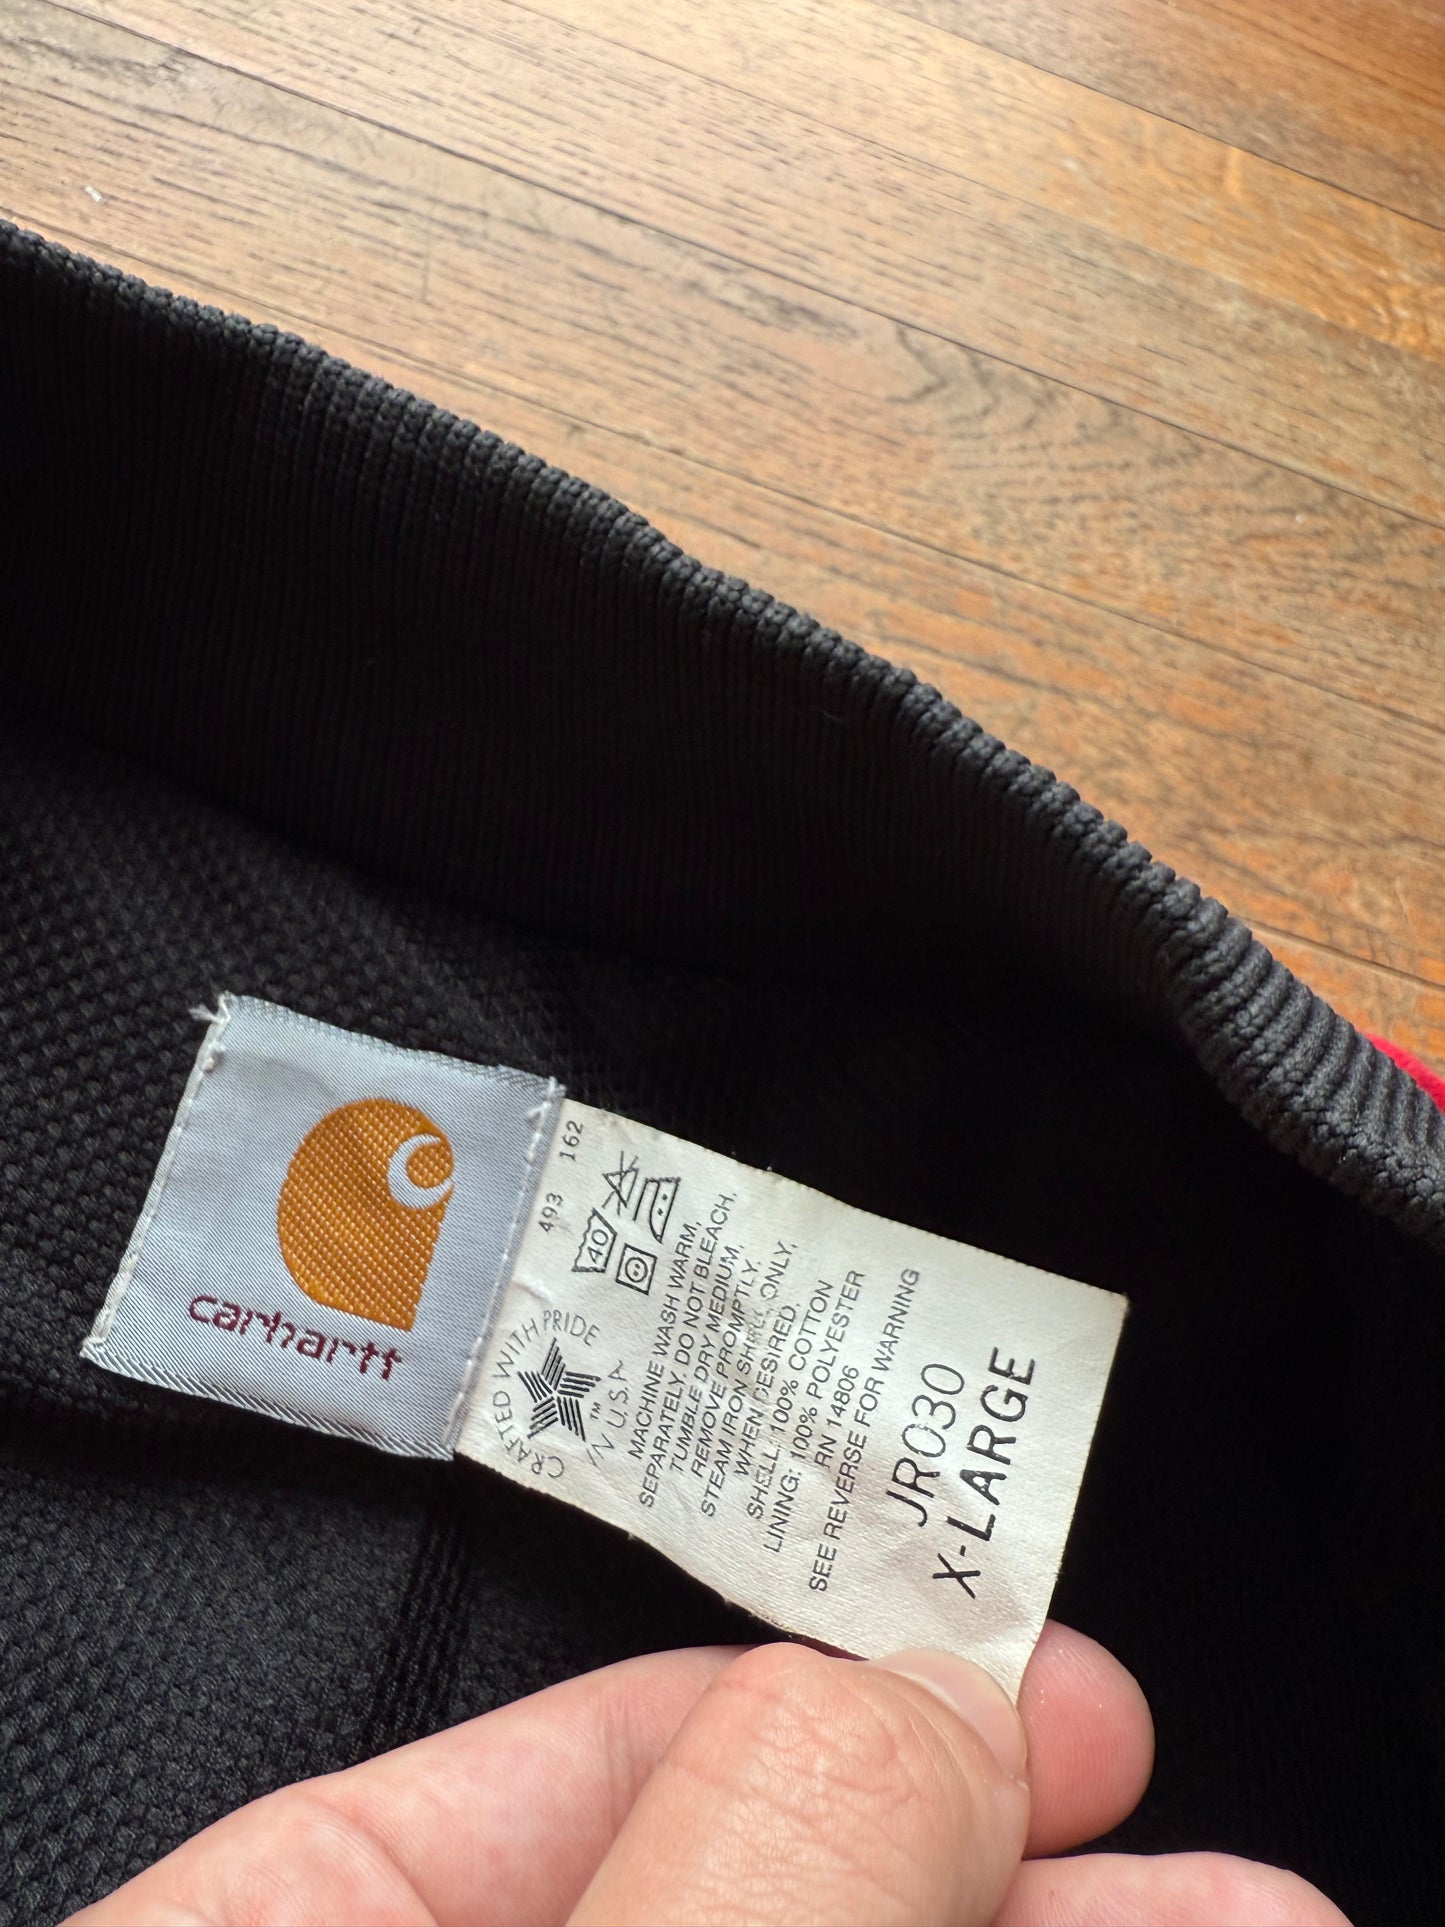 carhartt
493 162
40
CRAFTED WITH PRIDE
IN U.S.A.
TM
MACHINE WASH WARM,
SEPARATELY, DO NOT BLEACH,
TUMBLE DRY MEDIUM,
REMOVE PROMPTLY.
STEAM IRON SHELL ONLY,
WHEN DESIRED.
SHELL: 100% COTTON
LINING: 100% POLYESTER
RN 14806
SEE REVERSE FOR WARNING
JR030
X-LARGE